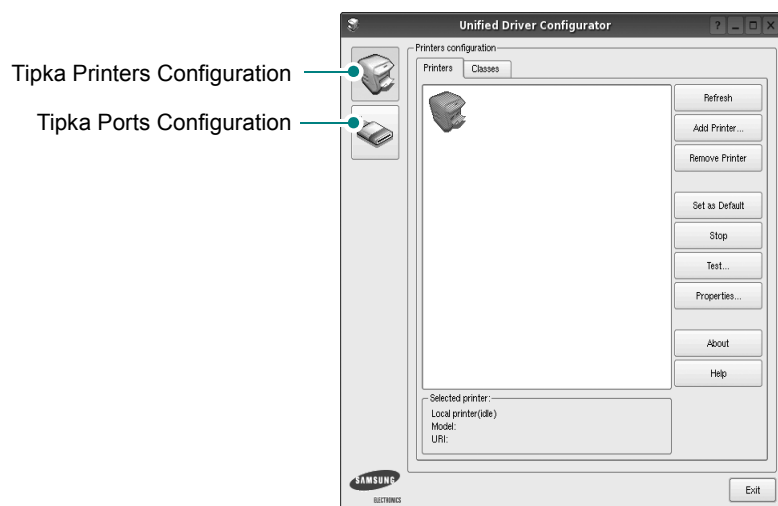 Unified Driver Configurator
Tipka Printers Configuration
Tipka Ports Configuration
Printers configuration
Printers
Classes
Refresh
Add Printer...
Remove Printer
Set as Default
Stop
Test...
Properties...
About
Help
Selected printer:
Local printer(idle)
Model:
URI:
SAMSUNG
ELECTRONICS
Exit